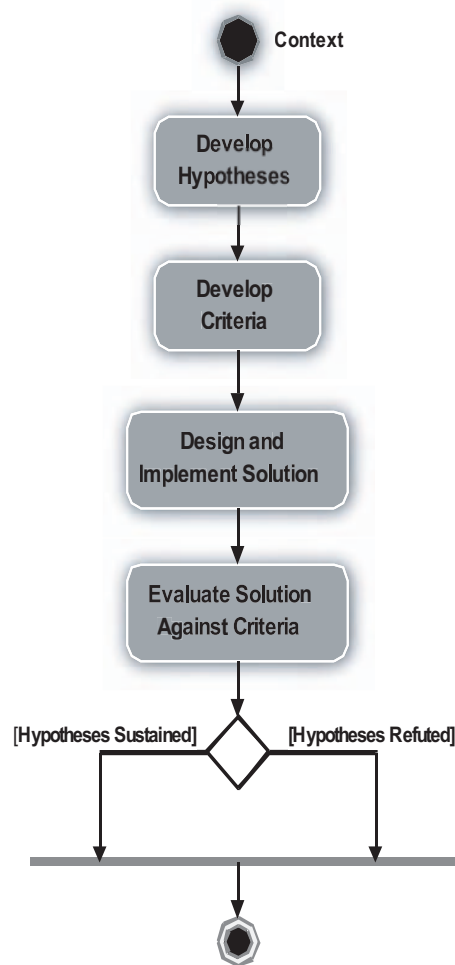 Context
Develop
Hypotheses
Develop
Criteria
Design and
Implement Solution
Evaluate Solution
Against Criteria
[Hypotheses Sustained]
[Hypotheses Refuted]